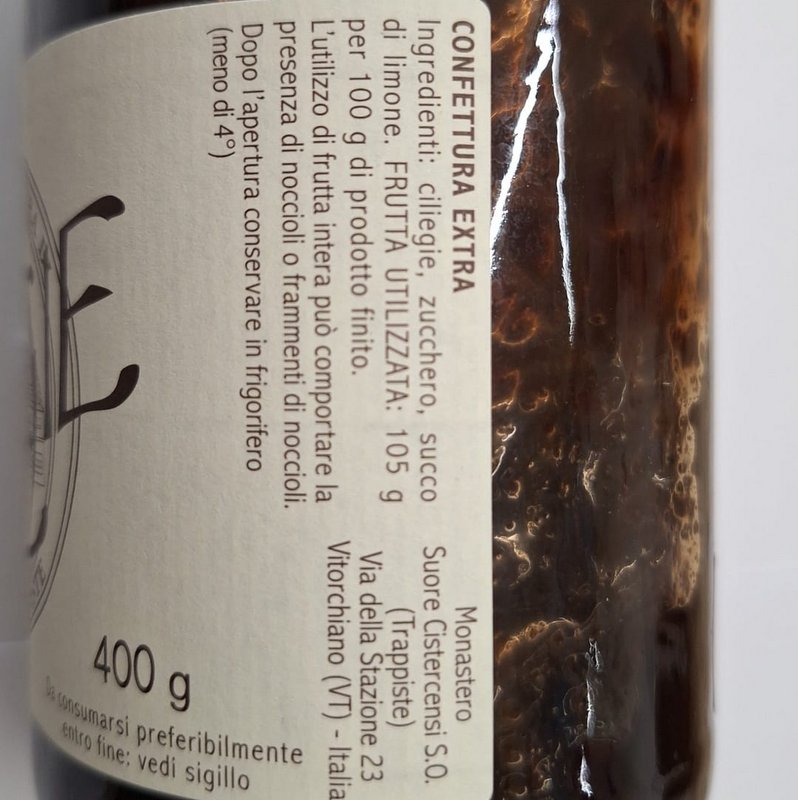 CONFETTURA EXTRA
Ingredienti: ciliegie, zucchero, succo
di limone. FRUTTA UTILIZZATA: 105 g
per 100 g di prodotto finito.
L'utilizzo di frutta intera può comportare la
presenza di noccioli o frammenti di noccioli.
Dopo l'apertura conservare in frigorifero
(meno di 4°)
Monastero
Suore Cistercensi S.O.
(Trappiste)
Via della Stazione 23
Vitorchiano (VT) - Italia
400 g
Da consumarsi preferibilmente
entro fine: vedi sigillo